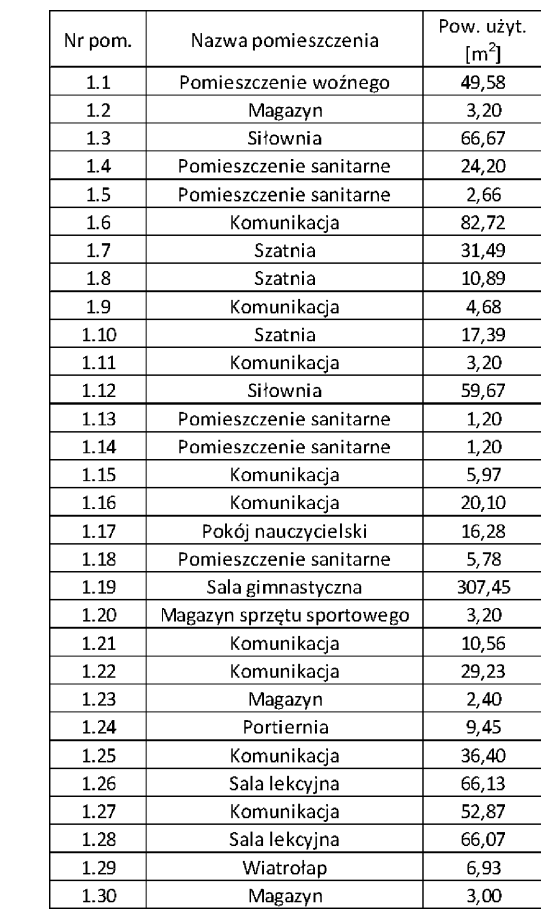 Nr pom. Nazwa pomieszczenia Pow. użyt. [m²]
1.1 Pomieszczenie woźnego 49,58
1.2 Magazyn 3,20
1.3 Siłownia 66,67
1.4 Pomieszczenie sanitarne 24,20
1.5 Pomieszczenie sanitarne 2,66
1.6 Komunikacja 82,72
1.7 Szatnia 31,49
1.8 Szatnia 10,89
1.9 Komunikacja 4,68
1.10 Szatnia 17,39
1.11 Komunikacja 3,20
1.12 Siłownia 59,67
1.13 Pomieszczenie sanitarne 1,20
1.14 Pomieszczenie sanitarne 1,20
1.15 Komunikacja 5,97
1.16 Komunikacja 20,10
1.17 Pokój nauczycielski 16,28
1.18 Pomieszczenie sanitarne 5,78
1.19 Sala gimnastyczna 307,45
1.20 Magazyn sprzętu sportowego 3,20
1.21 Komunikacja 10,56
1.22 Komunikacja 29,23
1.23 Magazyn 2,40
1.24 Portiernia 9,45
1.25 Komunikacja 36,40
1.26 Sala lekcyjna 66,13
1.27 Komunikacja 52,87
1.28 Sala lekcyjna 66,07
1.29 Wiatrołap 6,93
1.30 Magazyn 3,00